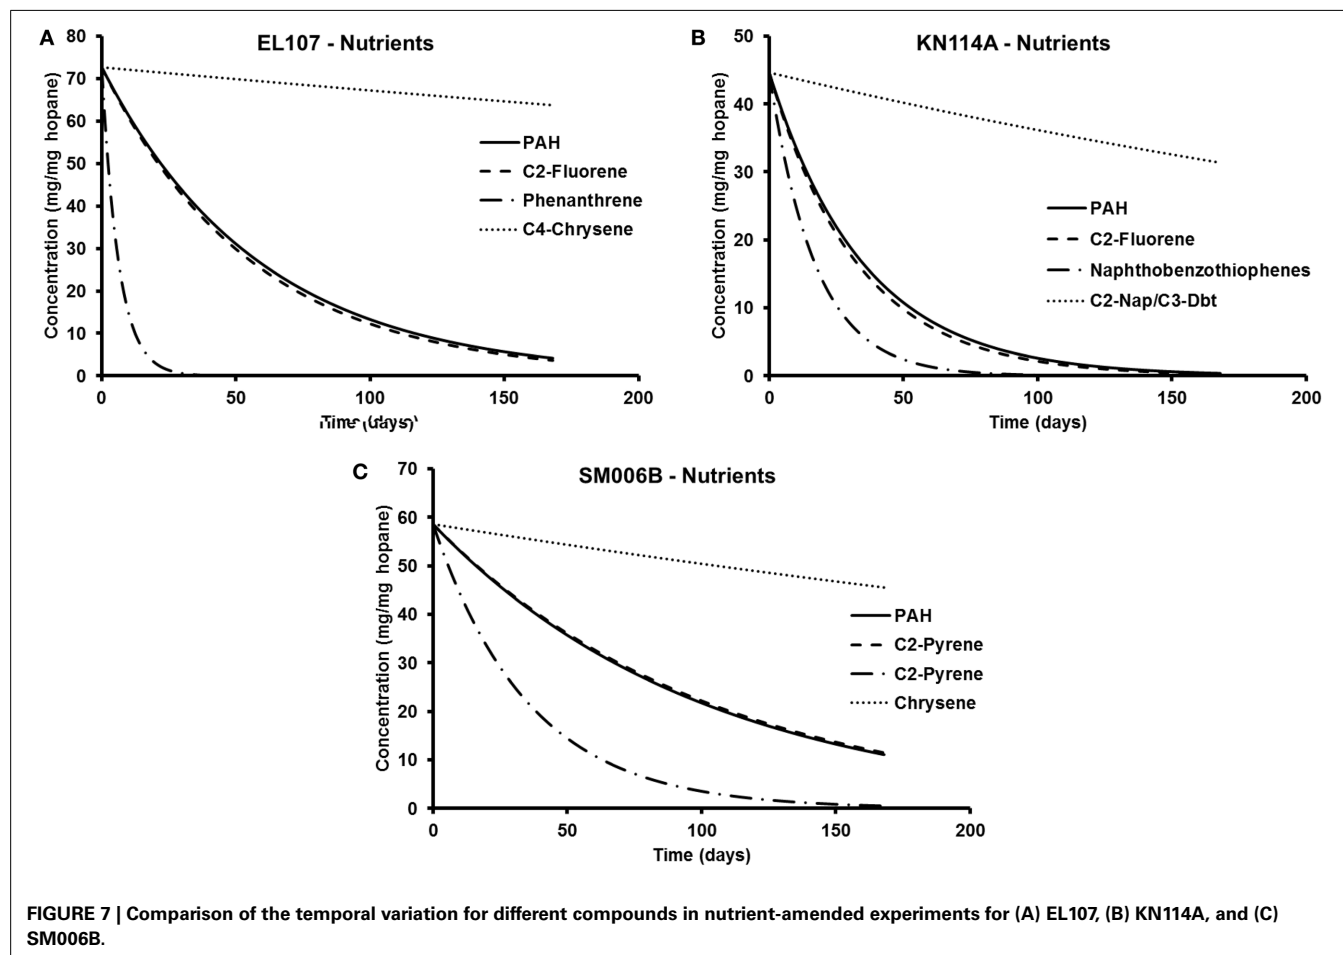 A
EL107 - Nutrients
Concentration (mg/mg hopane)
80
70
60
50
40
30
20
10
0
0 50 100 150 200
Time (days)
PAH
C2-Fluorene
Phenanthrene
C4-Chrysene
B
KN114A - Nutrients
Concentration (mg/mg hopane)
50
40
30
20
10
0
0 50 100 150 200
Time (days)
PAH
C2-Fluorene
Naphthobenzothiophenes
C2-Nap/C3-Dbt
C
SM006B - Nutrients
Concentration (mg/mg hopane)
70
60
50
40
30
20
10
0
0 50 100 150 200
Time (days)
PAH
C2-Pyrene
C2-Pyrene
Chrysene
FIGURE 7 | Comparison of the temporal variation for different compounds in nutrient-amended experiments for (A) EL107, (B) KN114A, and (C)
SM006B.